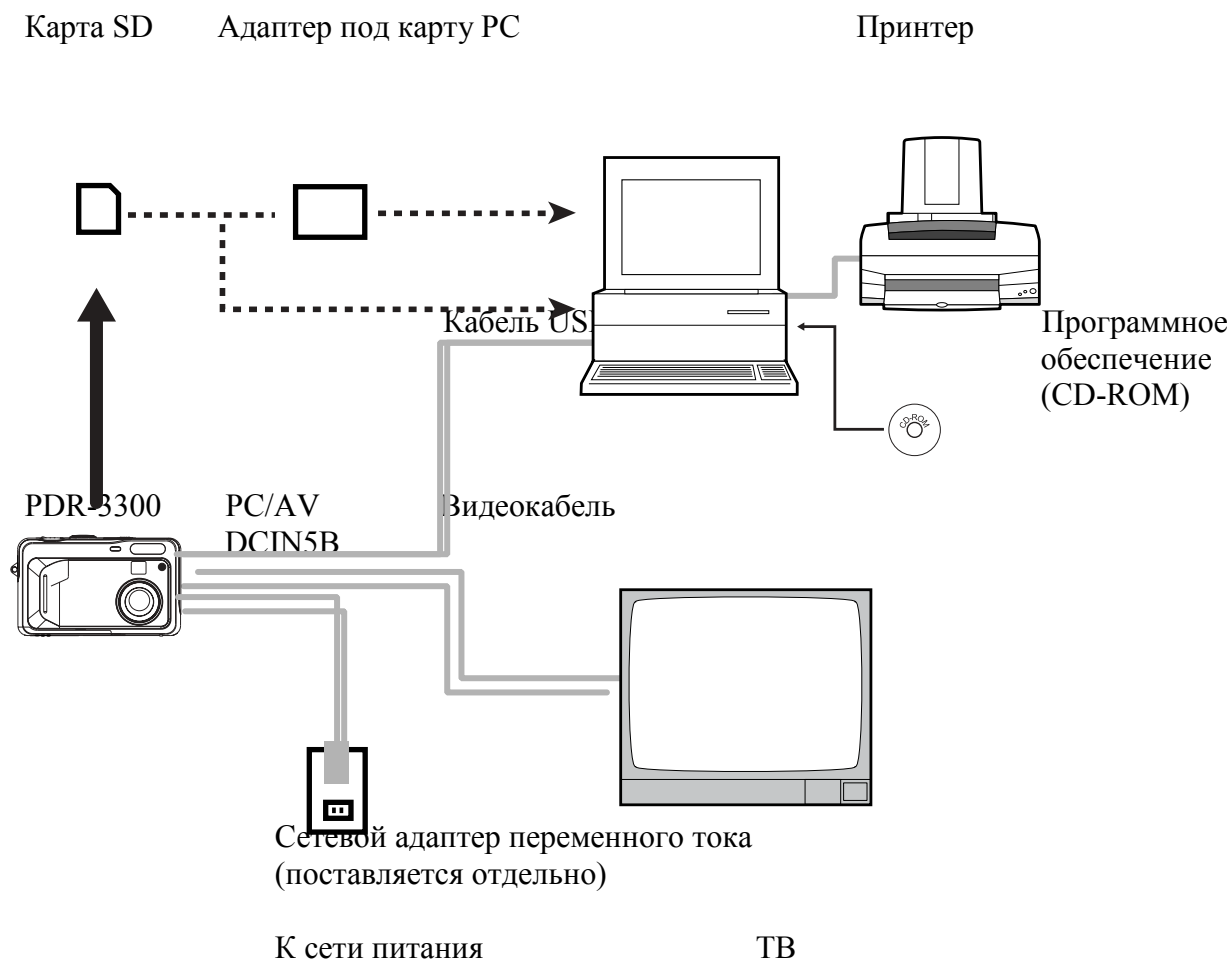 Карта SD Адаптер под карту PC Принтер
Кабель US
Программное
обеспечение
(CD-ROM)
CD-ROM
PDR-3300 PC/AV Видеокабель
DCIN5B
Сетевой адаптер переменного тока
(поставляется отдельно)
К сети питания ТВ